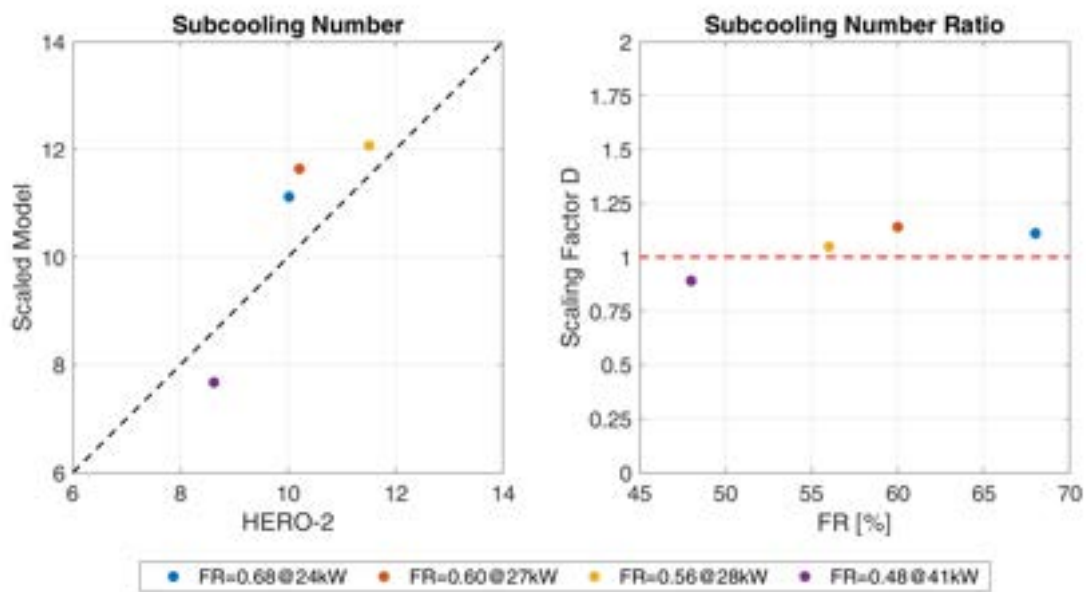 Subcooling Number
14
12
10
8
6
Scaled Model
6 8 10 12 14
HERO-2
Subcooling Number Ratio
2
1.75
1.5
1.25
1
0.75
0.5
0.25
0
Scaling Factor D
45 50 55 60 65 70
FR [%]
FR=0.68@24kW FR=0.60@27kW FR=0.56@28kW FR=0.48@41kW